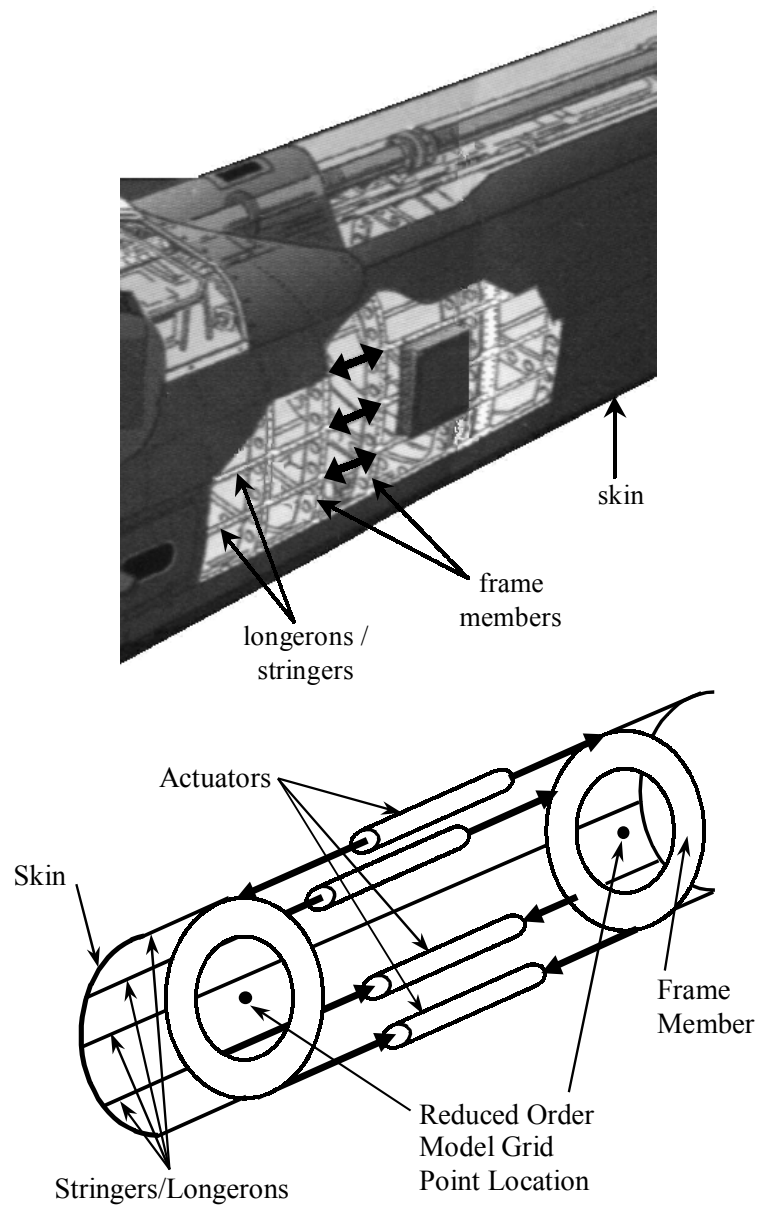 skin
frame
members
longerons /
stringers
Actuators
Skin
Frame
Member
Reduced Order
Model Grid
Point Location
Stringers/Longerons